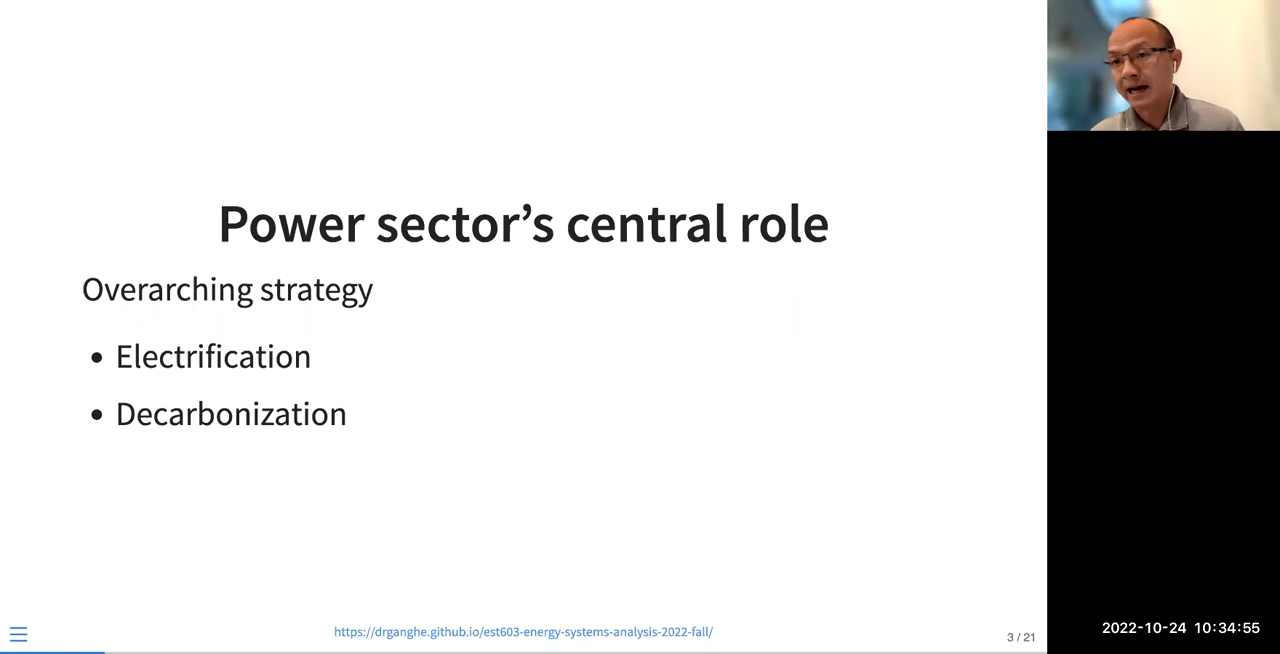 Power sector’s central role
Overarching strategy
• Electrification
• Decarbonization
https://drganghe.github.io/est603-energy-systems-analysis-2022-fall/
3 / 21
2022-10-24 10:34:55